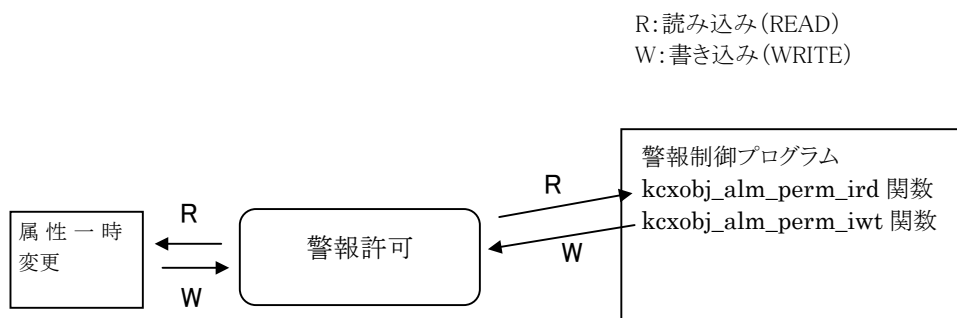 R:読み込み(READ)
W:書き込み(WRITE)
警報制御プログラム
kcxobj_alm_perm_ird 関数
kcxobj_alm_perm_iwt 関数
R
W
警報許可
R
W
属性一時
変更